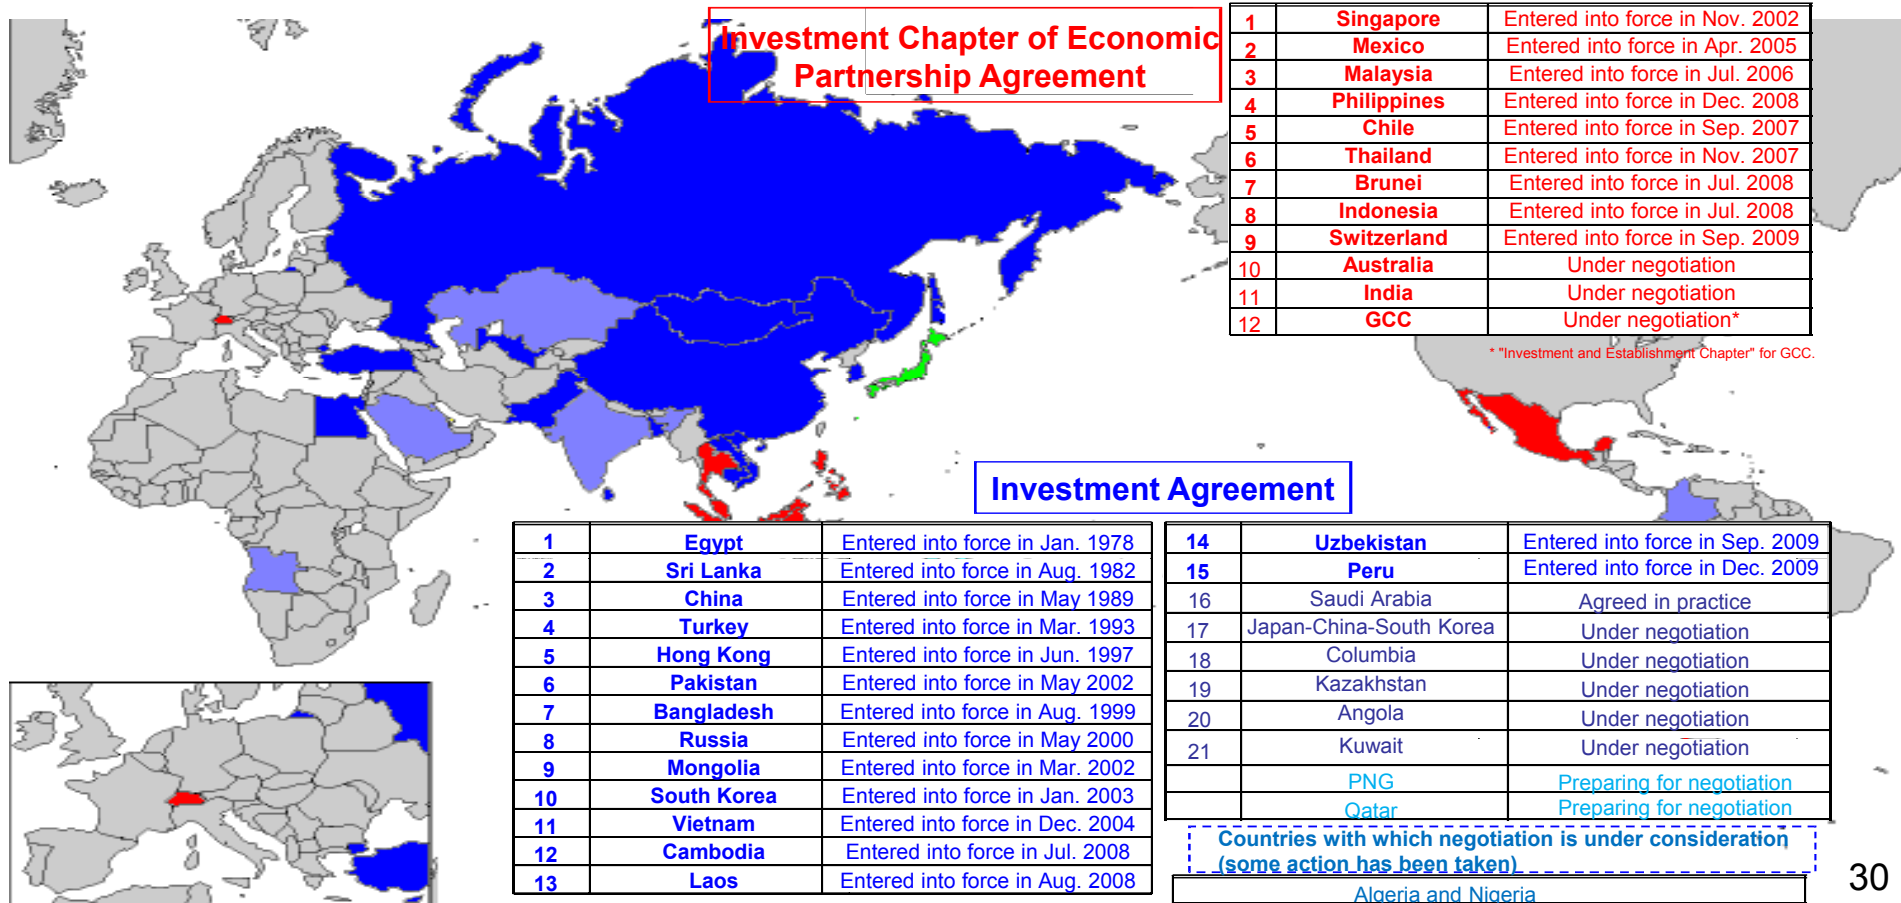 Investment Chapter of Economic
Partnership Agreement
1 Singapore Entered into force in Nov. 2002
2 Mexico Entered into force in Apr. 2005
3 Malaysia Entered into force in Jul. 2006
4 Philippines Entered into force in Dec. 2008
5 Chile Entered into force in Sep. 2007
6 Thailand Entered into force in Nov. 2007
7 Brunei Entered into force in Jul. 2008
8 Indonesia Entered into force in Jul. 2008
9 Switzerland Entered into force in Sep. 2009
10 Australia Under negotiation
11 India Under negotiation
12 GCC Under negotiation*
* "Investment and Establishment Chapter" for GCC.
Investment Agreement
1 Egypt Entered into force in Jan. 1978
2 Sri Lanka Entered into force in Aug. 1982
3 China Entered into force in May 1989
4 Turkey Entered into force in Mar. 1993
5 Hong Kong Entered into force in Jun. 1997
6 Pakistan Entered into force in May 2002
7 Bangladesh Entered into force in Aug. 1999
8 Russia Entered into force in May 2000
9 Mongolia Entered into force in Mar. 2002
10 South Korea Entered into force in Jan. 2003
11 Vietnam Entered into force in Dec. 2004
12 Cambodia Entered into force in Jul. 2008
13 Laos Entered into force in Aug. 2008
14 Uzbekistan Entered into force in Sep. 2009
15 Peru Entered into force in Dec. 2009
16 Saudi Arabia Agreed in practice
17 Japan-China-South Korea Under negotiation
18 Columbia Under negotiation
19 Kazakhstan Under negotiation
20 Angola Under negotiation
21 Kuwait Under negotiation
PNG Preparing for negotiation
Qatar Preparing for negotiation
Countries with which negotiation is under consideration
(some action has been taken)
Algeria and Nigeria
30